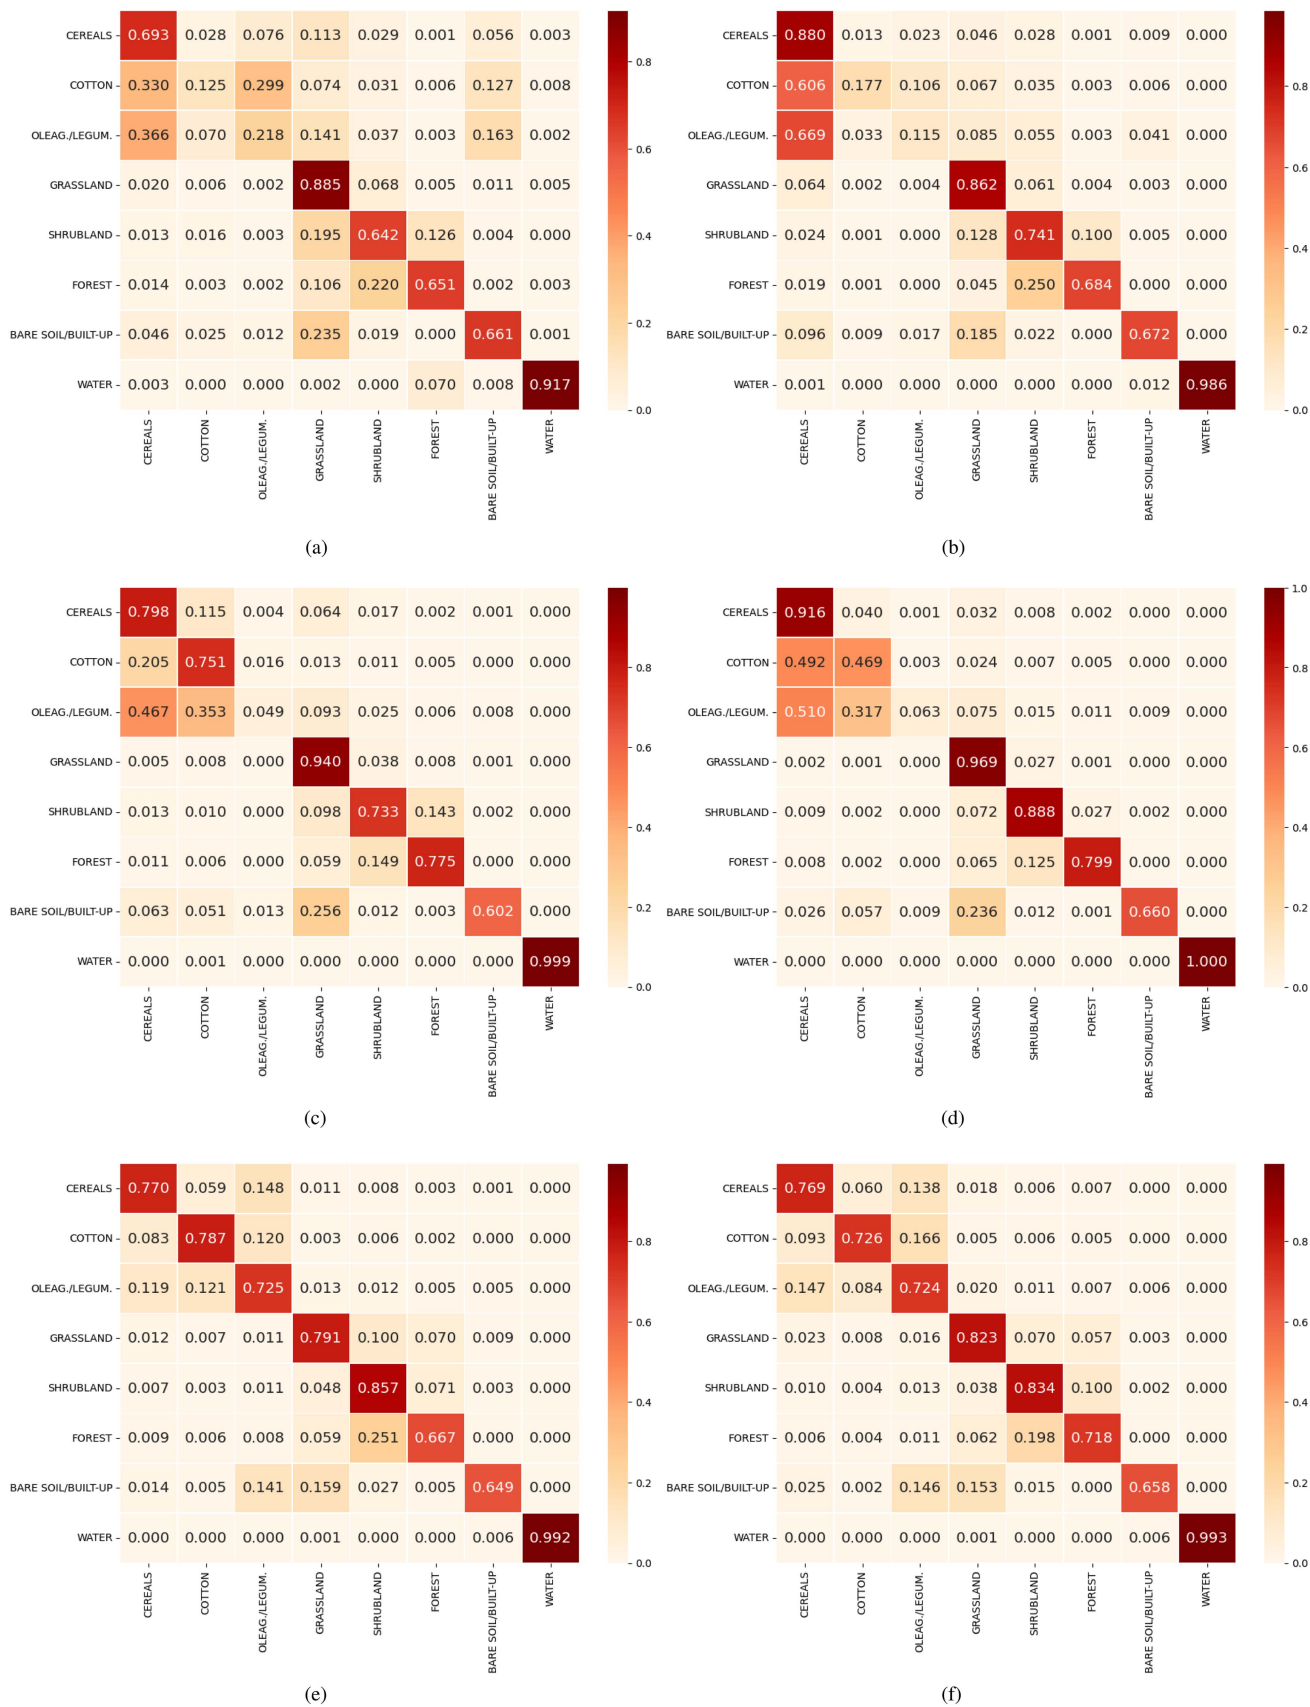 CEREALS 0.693 0.028 0.076 0.113 0.029 0.001 0.056 0.003
COTTON 0.330 0.125 0.299 0.074 0.031 0.006 0.127 0.008
OLEAG./LEGUM. 0.366 0.070 0.218 0.141 0.037 0.003 0.163 0.002
GRASSLAND 0.020 0.006 0.002 0.885 0.068 0.005 0.011 0.005
SHRUBLAND 0.013 0.016 0.003 0.195 0.642 0.126 0.004 0.000
FOREST 0.014 0.003 0.002 0.106 0.220 0.651 0.002 0.003
BARE SOIL/BUILT-UP 0.046 0.025 0.012 0.235 0.019 0.000 0.661 0.001
WATER 0.003 0.000 0.000 0.002 0.000 0.070 0.008 0.917
CEREALS COTTON OLEAG./LEGUM. GRASSLAND SHRUBLAND FOREST BARE SOIL/BUILT-UP WATER
0.8
0.6
0.4
0.2
0.0
(a)
CEREALS 0.880 0.013 0.023 0.046 0.028 0.001 0.009 0.000
COTTON 0.606 0.177 0.106 0.067 0.035 0.003 0.006 0.000
OLEAG./LEGUM. 0.669 0.033 0.115 0.085 0.055 0.003 0.041 0.000
GRASSLAND 0.064 0.002 0.004 0.862 0.061 0.004 0.003 0.000
SHRUBLAND 0.024 0.001 0.000 0.128 0.741 0.100 0.005 0.000
FOREST 0.019 0.001 0.000 0.045 0.250 0.684 0.000 0.000
BARE SOIL/BUILT-UP 0.096 0.009 0.017 0.185 0.022 0.000 0.672 0.000
WATER 0.001 0.000 0.000 0.000 0.000 0.000 0.012 0.986
CEREALS COTTON OLEAG./LEGUM. GRASSLAND SHRUBLAND FOREST BARE SOIL/BUILT-UP WATER
0.8
0.6
0.4
0.2
0.0
(b)
CEREALS 0.798 0.115 0.004 0.064 0.017 0.002 0.001 0.000
COTTON 0.205 0.751 0.016 0.013 0.011 0.005 0.000 0.000
OLEAG./LEGUM. 0.467 0.353 0.049 0.093 0.025 0.006 0.008 0.000
GRASSLAND 0.005 0.008 0.000 0.940 0.038 0.008 0.001 0.000
SHRUBLAND 0.013 0.010 0.000 0.098 0.733 0.143 0.002 0.000
FOREST 0.011 0.006 0.000 0.059 0.149 0.775 0.000 0.000
BARE SOIL/BUILT-UP 0.063 0.051 0.013 0.256 0.012 0.003 0.602 0.000
WATER 0.000 0.001 0.000 0.000 0.000 0.000 0.000 0.999
CEREALS COTTON OLEAG./LEGUM. GRASSLAND SHRUBLAND FOREST BARE SOIL/BUILT-UP WATER
0.8
0.6
0.4
0.2
0.0
(c)
CEREALS 0.916 0.040 0.001 0.032 0.008 0.002 0.000 0.000
COTTON 0.492 0.469 0.003 0.024 0.007 0.005 0.000 0.000
OLEAG./LEGUM. 0.510 0.317 0.063 0.075 0.015 0.011 0.009 0.000
GRASSLAND 0.002 0.001 0.000 0.969 0.027 0.001 0.000 0.000
SHRUBLAND 0.009 0.002 0.000 0.072 0.888 0.027 0.002 0.000
FOREST 0.008 0.002 0.000 0.065 0.125 0.799 0.000 0.000
BARE SOIL/BUILT-UP 0.026 0.057 0.009 0.236 0.012 0.001 0.660 0.000
WATER 0.000 0.000 0.000 0.000 0.000 0.000 0.000 1.000
CEREALS COTTON OLEAG./LEGUM. GRASSLAND SHRUBLAND FOREST BARE SOIL/BUILT-UP WATER
1.0
0.8
0.6
0.4
0.2
0.0
(d)
CEREALS 0.770 0.059 0.148 0.011 0.008 0.003 0.001 0.000
COTTON 0.083 0.787 0.120 0.003 0.006 0.002 0.000 0.000
OLEAG./LEGUM. 0.119 0.121 0.725 0.013 0.012 0.005 0.005 0.000
GRASSLAND 0.012 0.007 0.011 0.791 0.100 0.070 0.009 0.000
SHRUBLAND 0.007 0.003 0.011 0.048 0.857 0.071 0.003 0.000
FOREST 0.009 0.006 0.008 0.059 0.251 0.667 0.000 0.000
BARE SOIL/BUILT-UP 0.014 0.005 0.141 0.159 0.027 0.005 0.649 0.000
WATER 0.000 0.000 0.000 0.001 0.000 0.000 0.006 0.992
CEREALS COTTON OLEAG./LEGUM. GRASSLAND SHRUBLAND FOREST BARE SOIL/BUILT-UP WATER
0.8
0.6
0.4
0.2
0.0
(e)
CEREALS 0.769 0.060 0.138 0.018 0.006 0.007 0.000 0.000
COTTON 0.093 0.726 0.166 0.005 0.006 0.005 0.000 0.000
OLEAG./LEGUM. 0.147 0.084 0.724 0.020 0.011 0.007 0.006 0.000
GRASSLAND 0.023 0.008 0.016 0.823 0.070 0.057 0.003 0.000
SHRUBLAND 0.010 0.004 0.013 0.038 0.834 0.100 0.002 0.000
FOREST 0.006 0.004 0.011 0.062 0.198 0.718 0.000 0.000
BARE SOIL/BUILT-UP 0.025 0.002 0.146 0.153 0.015 0.000 0.658 0.000
WATER 0.000 0.000 0.000 0.001 0.000 0.000 0.006 0.993
CEREALS COTTON OLEAG./LEGUM. GRASSLAND SHRUBLAND FOREST BARE SOIL/BUILT-UP WATER
0.8
0.6
0.4
0.2
0.0
(f)